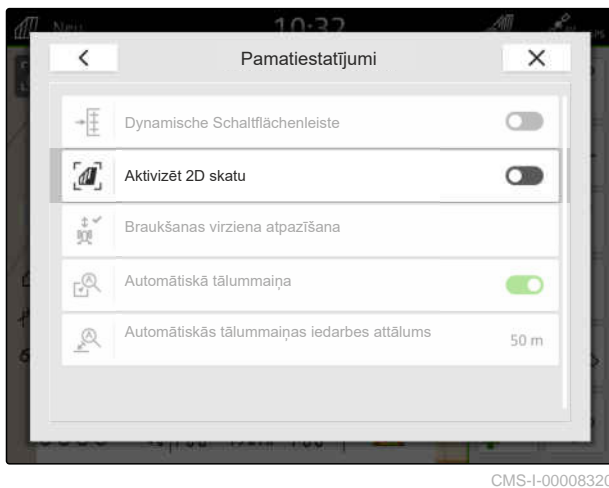 Neu 10:32
Pamatiestatījumi
Dynamische Schaltflächenleiste
Aktivizēt 2D skatu
Braukšanas virziena atpazīšana
Automātiskā tālummaiņa
Automātiskās tālummaiņas iedarbes attālums
50 m
CMS-I-00008320